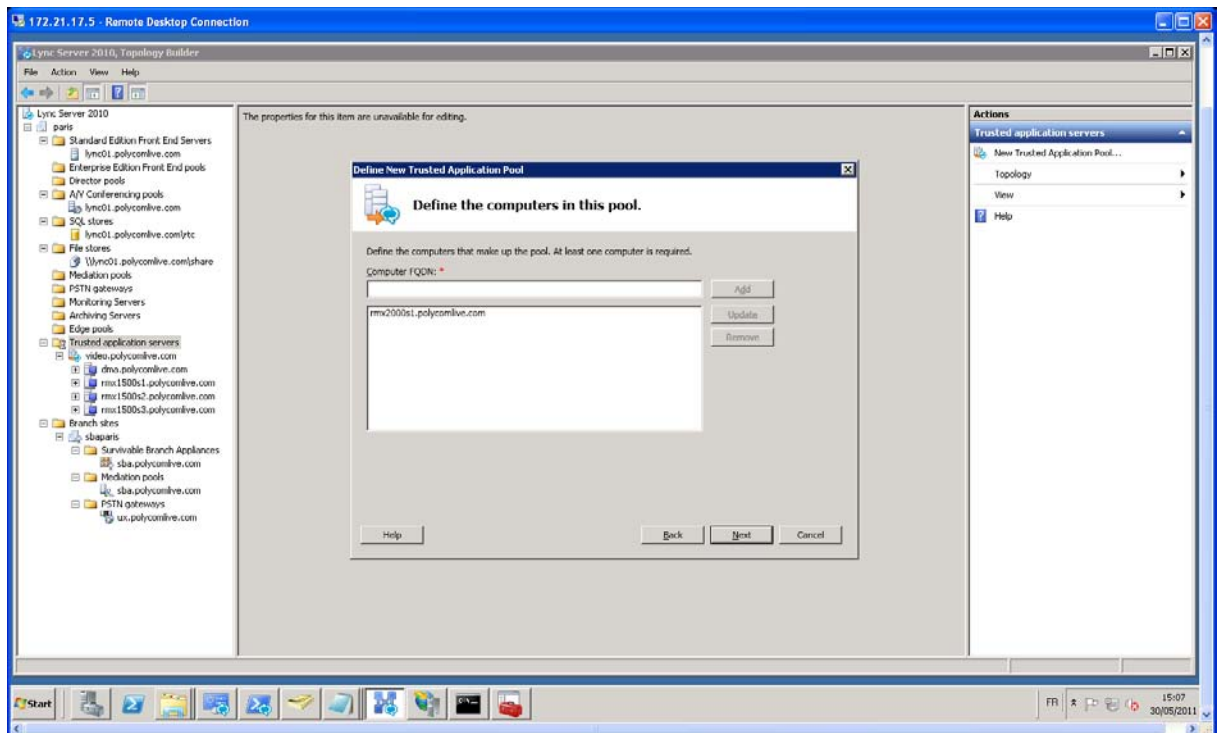 172.21.17.5 - Remote Desktop Connection
Lync Server 2010, Topology Builder
File Action View Help
Lync Server 2010
paris
Standard Edition Front End Servers
lync01.polycomlive.com
Enterprise Edition Front End pools
Director pools
A/V Conferencing pools
lync01.polycomlive.com
SQL stores
lync01.polycomlive.com\rtc
File stores
\\lync01.polycomlive.com\share
Mediation pools
PSTN gateways
Monitoring Servers
Archiving Servers
Edge pools
Trusted application servers
video.polycomlive.com
dma.polycomlive.com
rmx1500s1.polycomlive.com
rmx1500s2.polycomlive.com
rmx1500s3.polycomlive.com
Branch sites
sbaparis
Survivable Branch Appliances
sba.polycomlive.com
Mediation pools
sba.polycomlive.com
PSTN gateways
ux.polycomlive.com
The properties for this item are unavailable for editing.
Define New Trusted Application Pool
Define the computers in this pool.
Define the computers that make up the pool. At least one computer is required.
Computer FQDN: *
Add
rmx2000s1.polycomlive.com
Update
Remove
Help Back Next Cancel
Actions
Trusted application servers
New Trusted Application Pool...
Topology
View
Help
Start
FR
15:07
30/05/2011